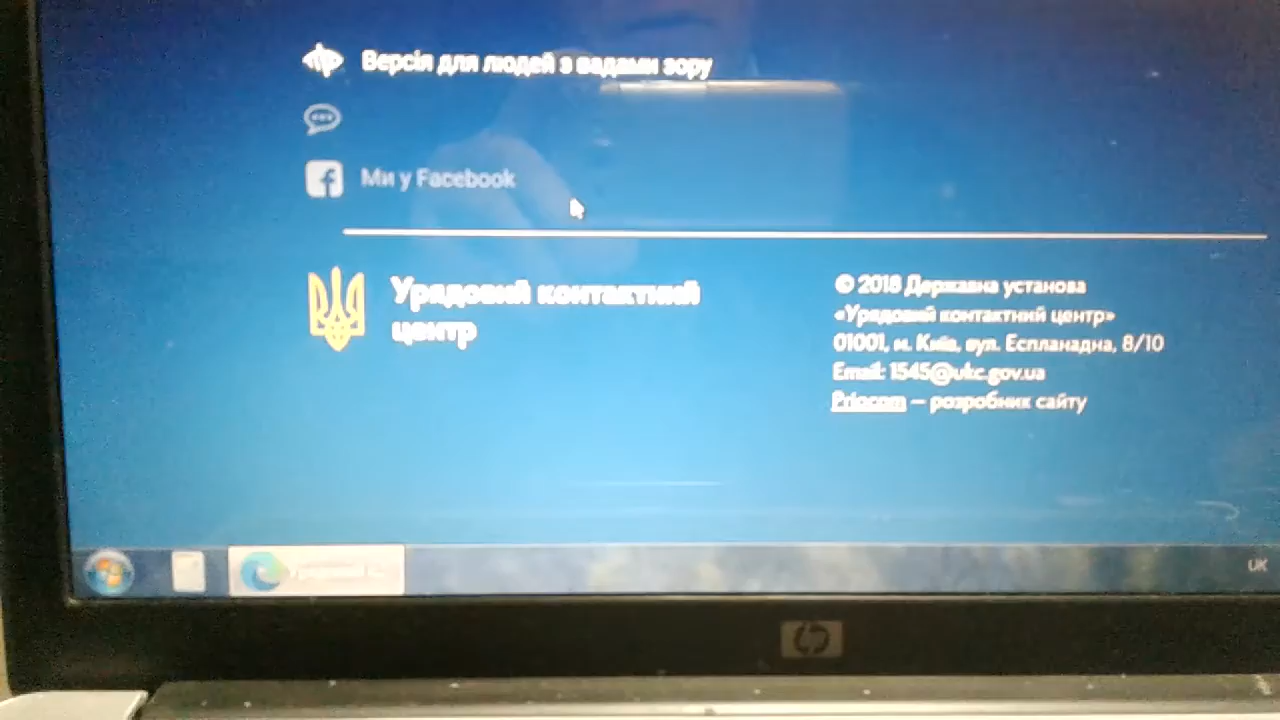 Версія для людей з вадами зору
Ми у Facebook
Урядовий контактний
центр
© 2018 Державна установа
«Урядовий контактний центр»
01001, м. Київ, вул. Еспланадна, 8/10
Email: 1545@ukc.gov.ua
Priocom — розробник сайту
UK
hp